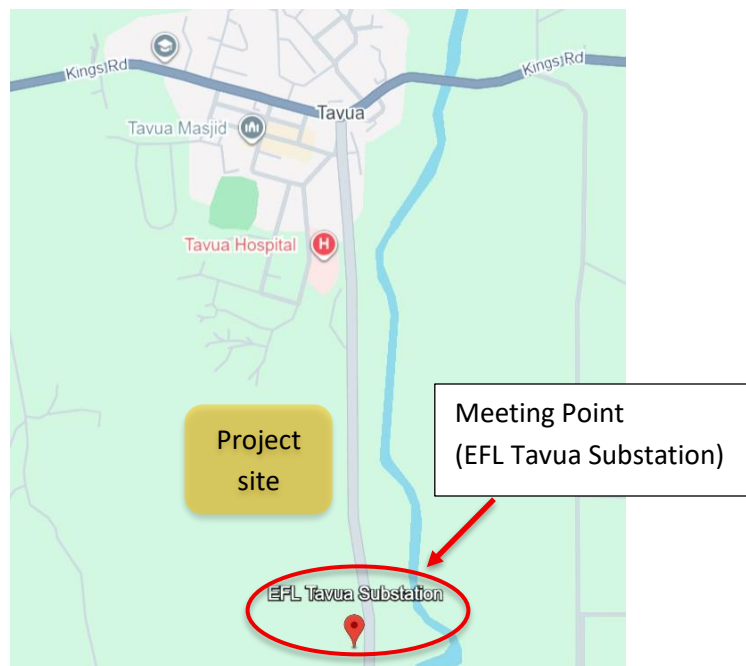 Kings Rd
Kings Rd
Tavua
Tavua Masjid
Tavua Hospital
H
Meeting Point
(EFL Tavua Substation)
Project
site
EFL Tavua Substation